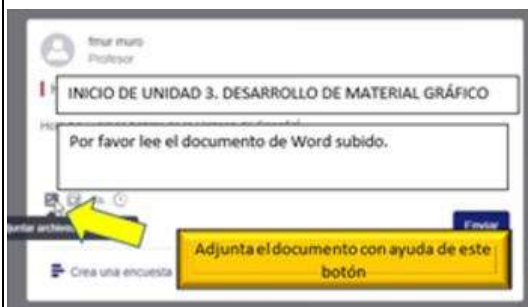 fmur muro
Profesor
INICIO DE UNIDAD 3. DESARROLLO DE MATERIAL GRÁFICO
Por favor lee el documento de Word subido.
Enviar
Adjunta el documento con ayuda de este
botón
Crea una encuesta